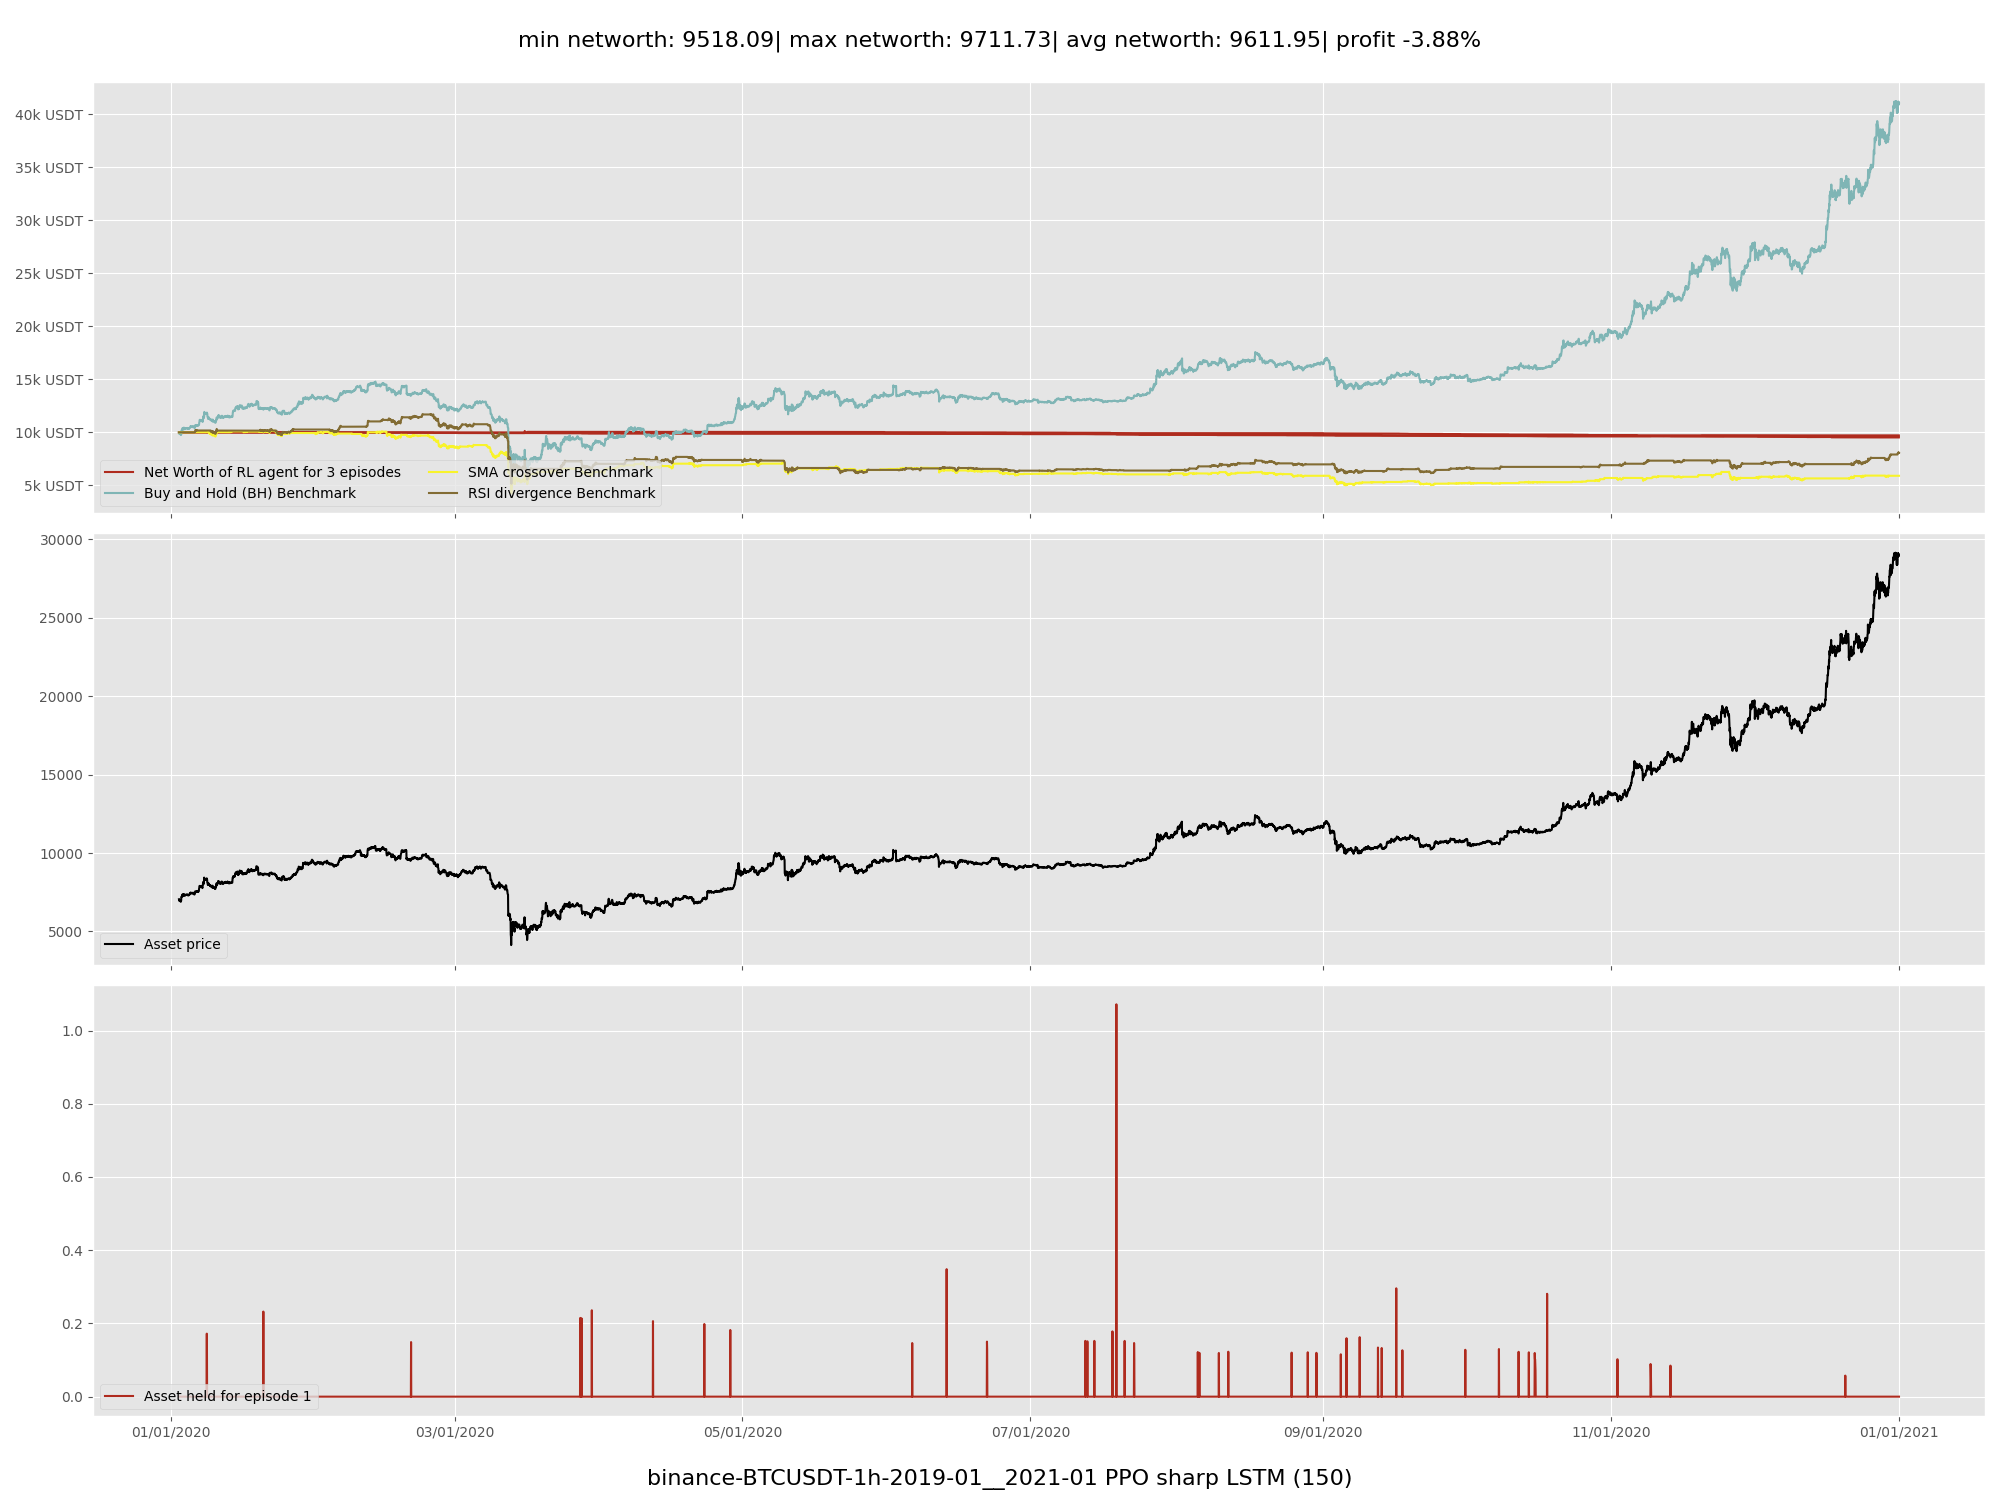 min networth: 9518.09| max networth: 9711.73| avg networth: 9611.95| profit -3.88%
40k USDT
35k USDT
30k USDT
25k USDT
20k USDT
15k USDT
10k USDT
5k USDT
Net Worth of RL agent for 3 episodes
Buy and Hold (BH) Benchmark
SMA crossover Benchmark
RSI divergence Benchmark
30000
25000
20000
15000
10000
5000
Asset price
1.0
0.8
0.6
0.4
0.2
0.0
Asset held for episode 1
01/01/2020 03/01/2020 05/01/2020 07/01/2020 09/01/2020 11/01/2020 01/01/2021
binance-BTCUSDT-1h-2019-01__2021-01 PPO sharp LSTM (150)